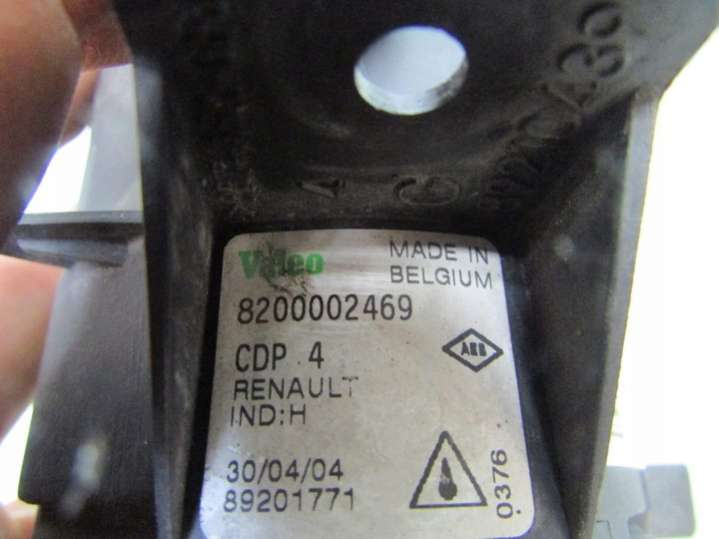 Valeo
MADE IN
BELGIUM
8200002469
CDP 4
RENAULT
IND:H
30/04/04
89201771
0376